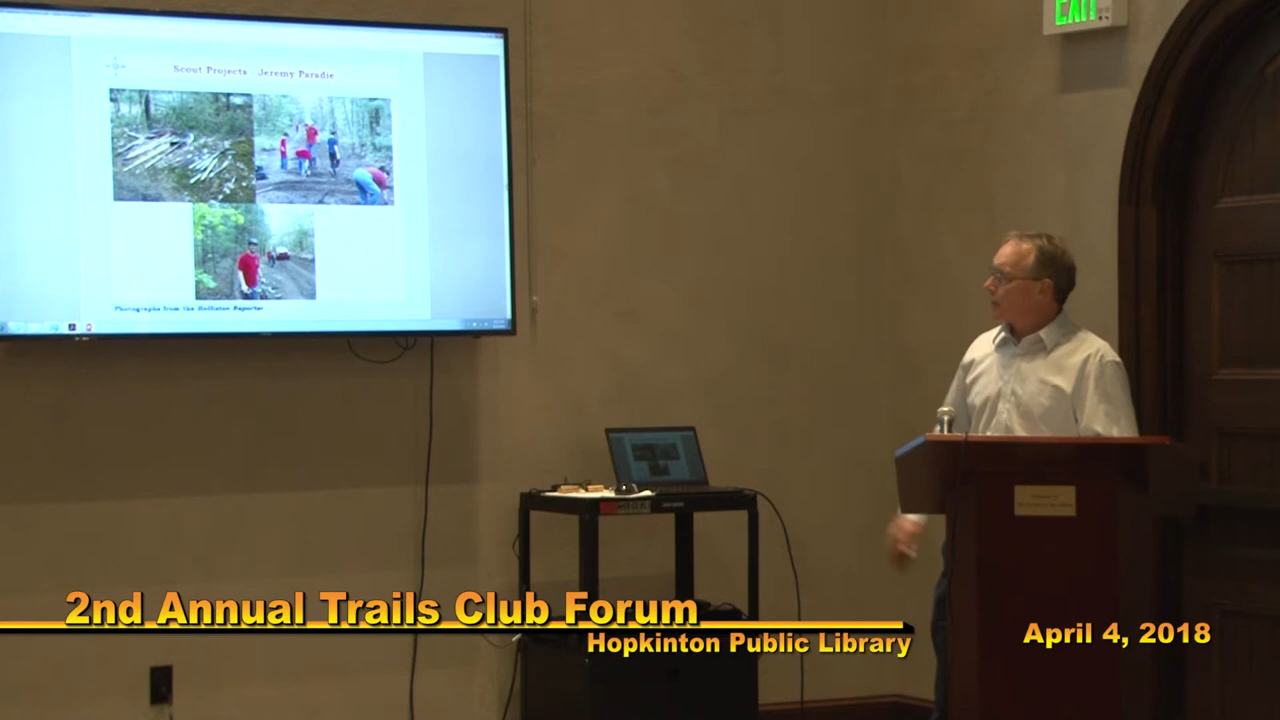 EXIT
Scout Projects - Jeremy Paradie
Photographs from the Holliston Reporter
2nd Annual Trails Club Forum
Hopkinton Public Library
April 4, 2018